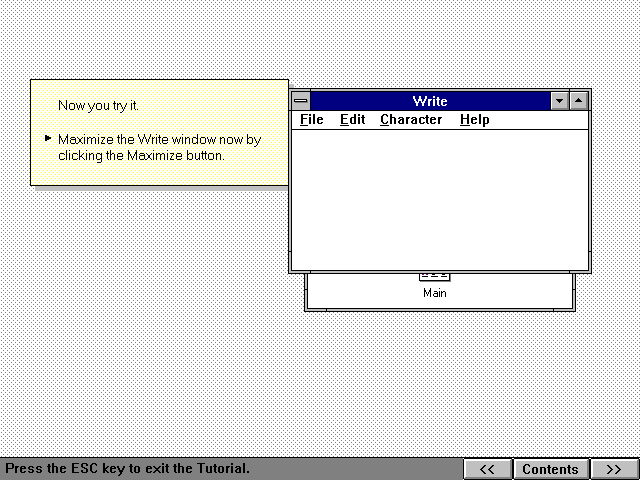 Now you try it.
Maximize the Write window now by
clicking the Maximize button.
Write
File Edit Character Help
Main
Press the ESC key to exit the Tutorial.
<< Contents >>